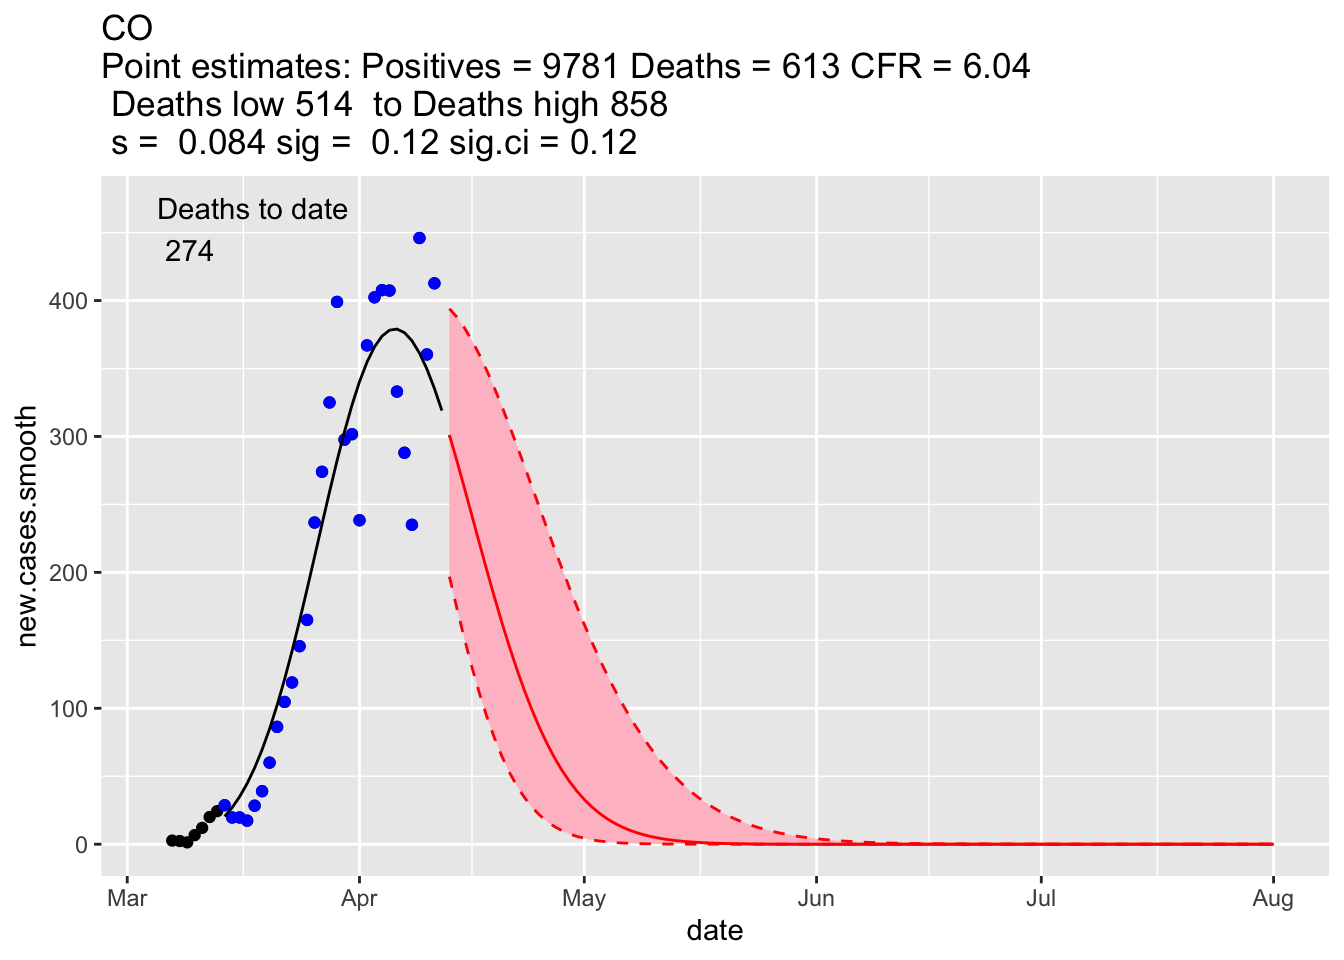 CO
Point estimates: Positives = 9781 Deaths = 613 CFR = 6.04
Deaths low 514  to Deaths high 858
s =  0.084 sig =  0.12 sig.ci = 0.12
Deaths to date
274
400
300
200
100
0
new.cases.smooth
Mar Apr May Jun Jul Aug
date